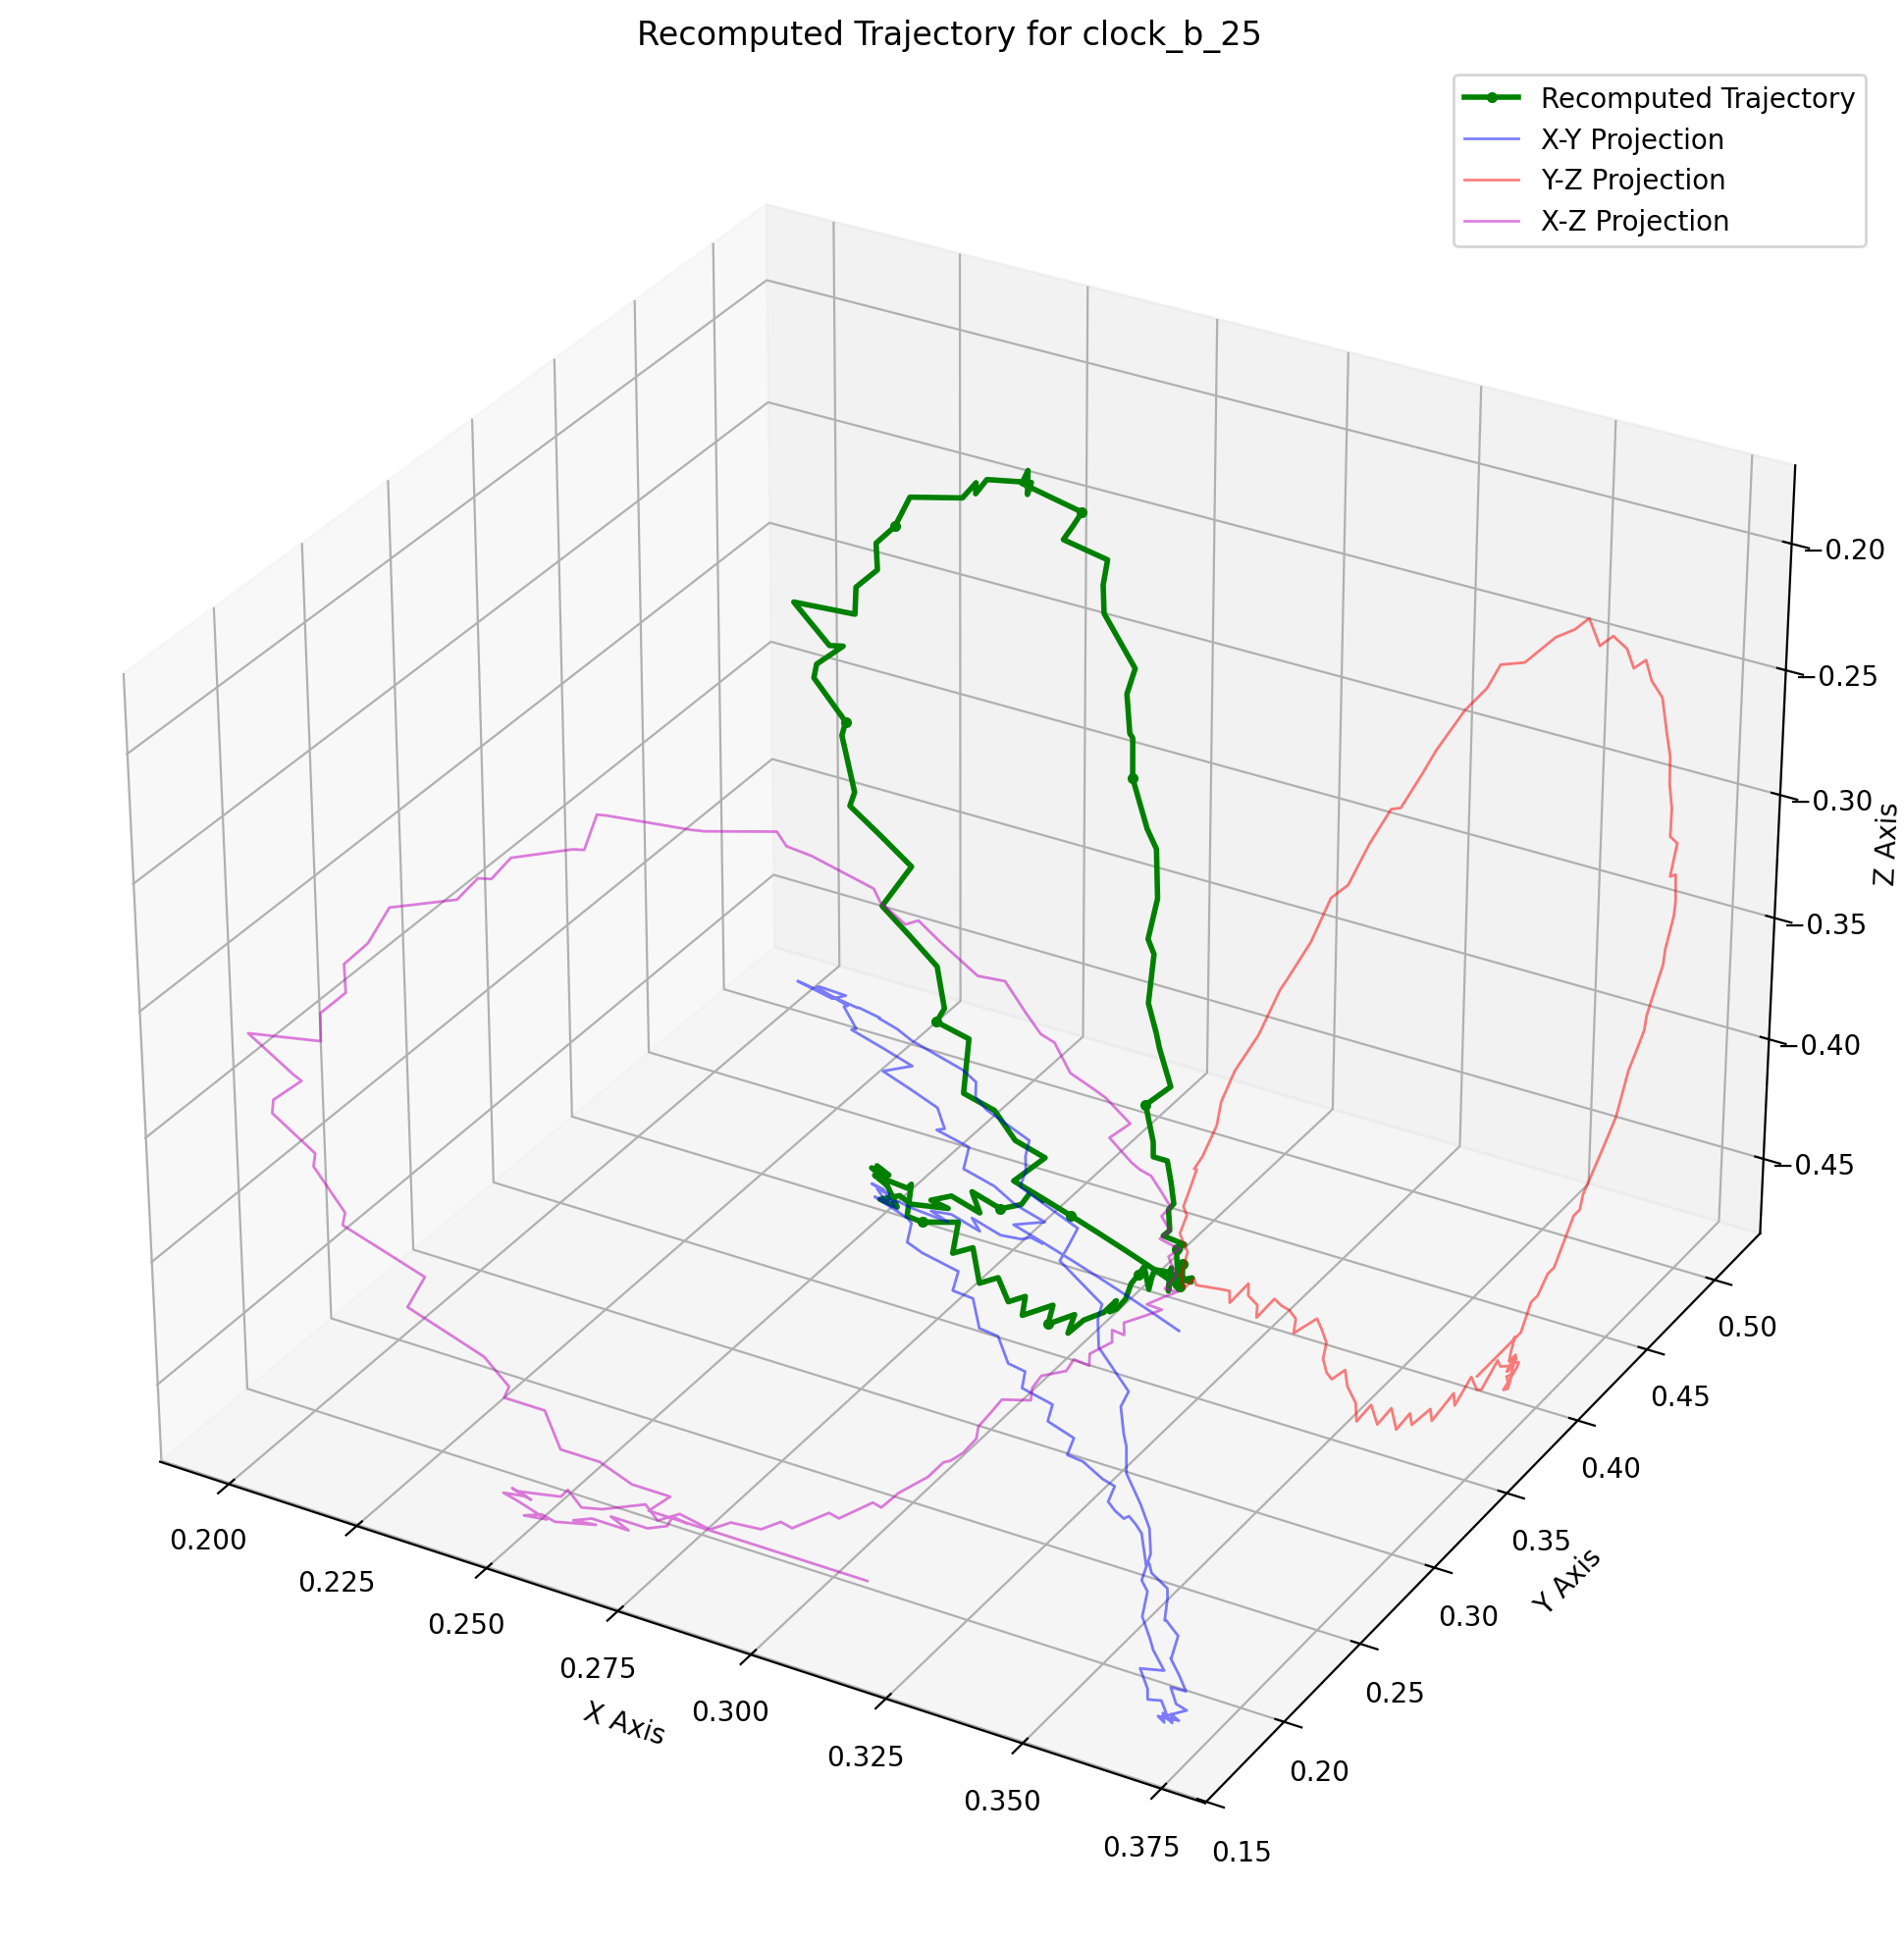 Recomputed Trajectory for clock_b_25
Recomputed Trajectory
X-Y Projection
Y-Z Projection
X-Z Projection
−0.20
−0.25
−0.30
−0.35
−0.40
−0.45
Z Axis
0.50
0.45
0.40
0.35
0.30
0.25
0.20
0.15
Y Axis
0.200
0.225
0.250
0.275
0.300
0.325
0.350
0.375
X Axis